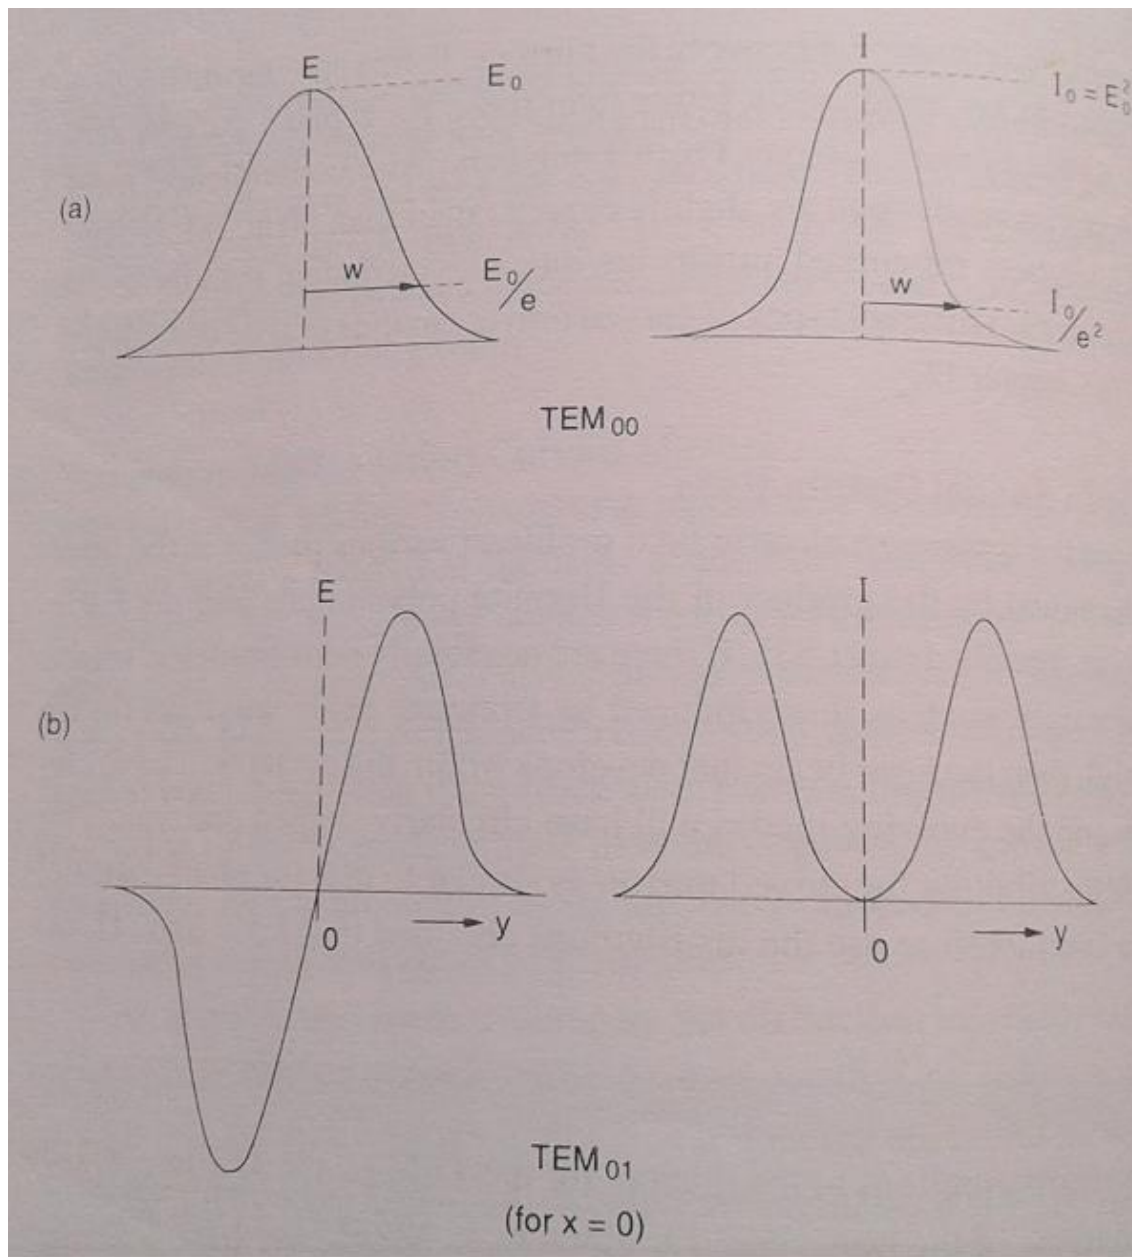 E
E₀
I
I₀ = E₀²
(a)
w
E₀/e
w
I₀/e²
TEM₀₀
E
I
(b)
0
y
0
y
TEM₀₁
(for x = 0)